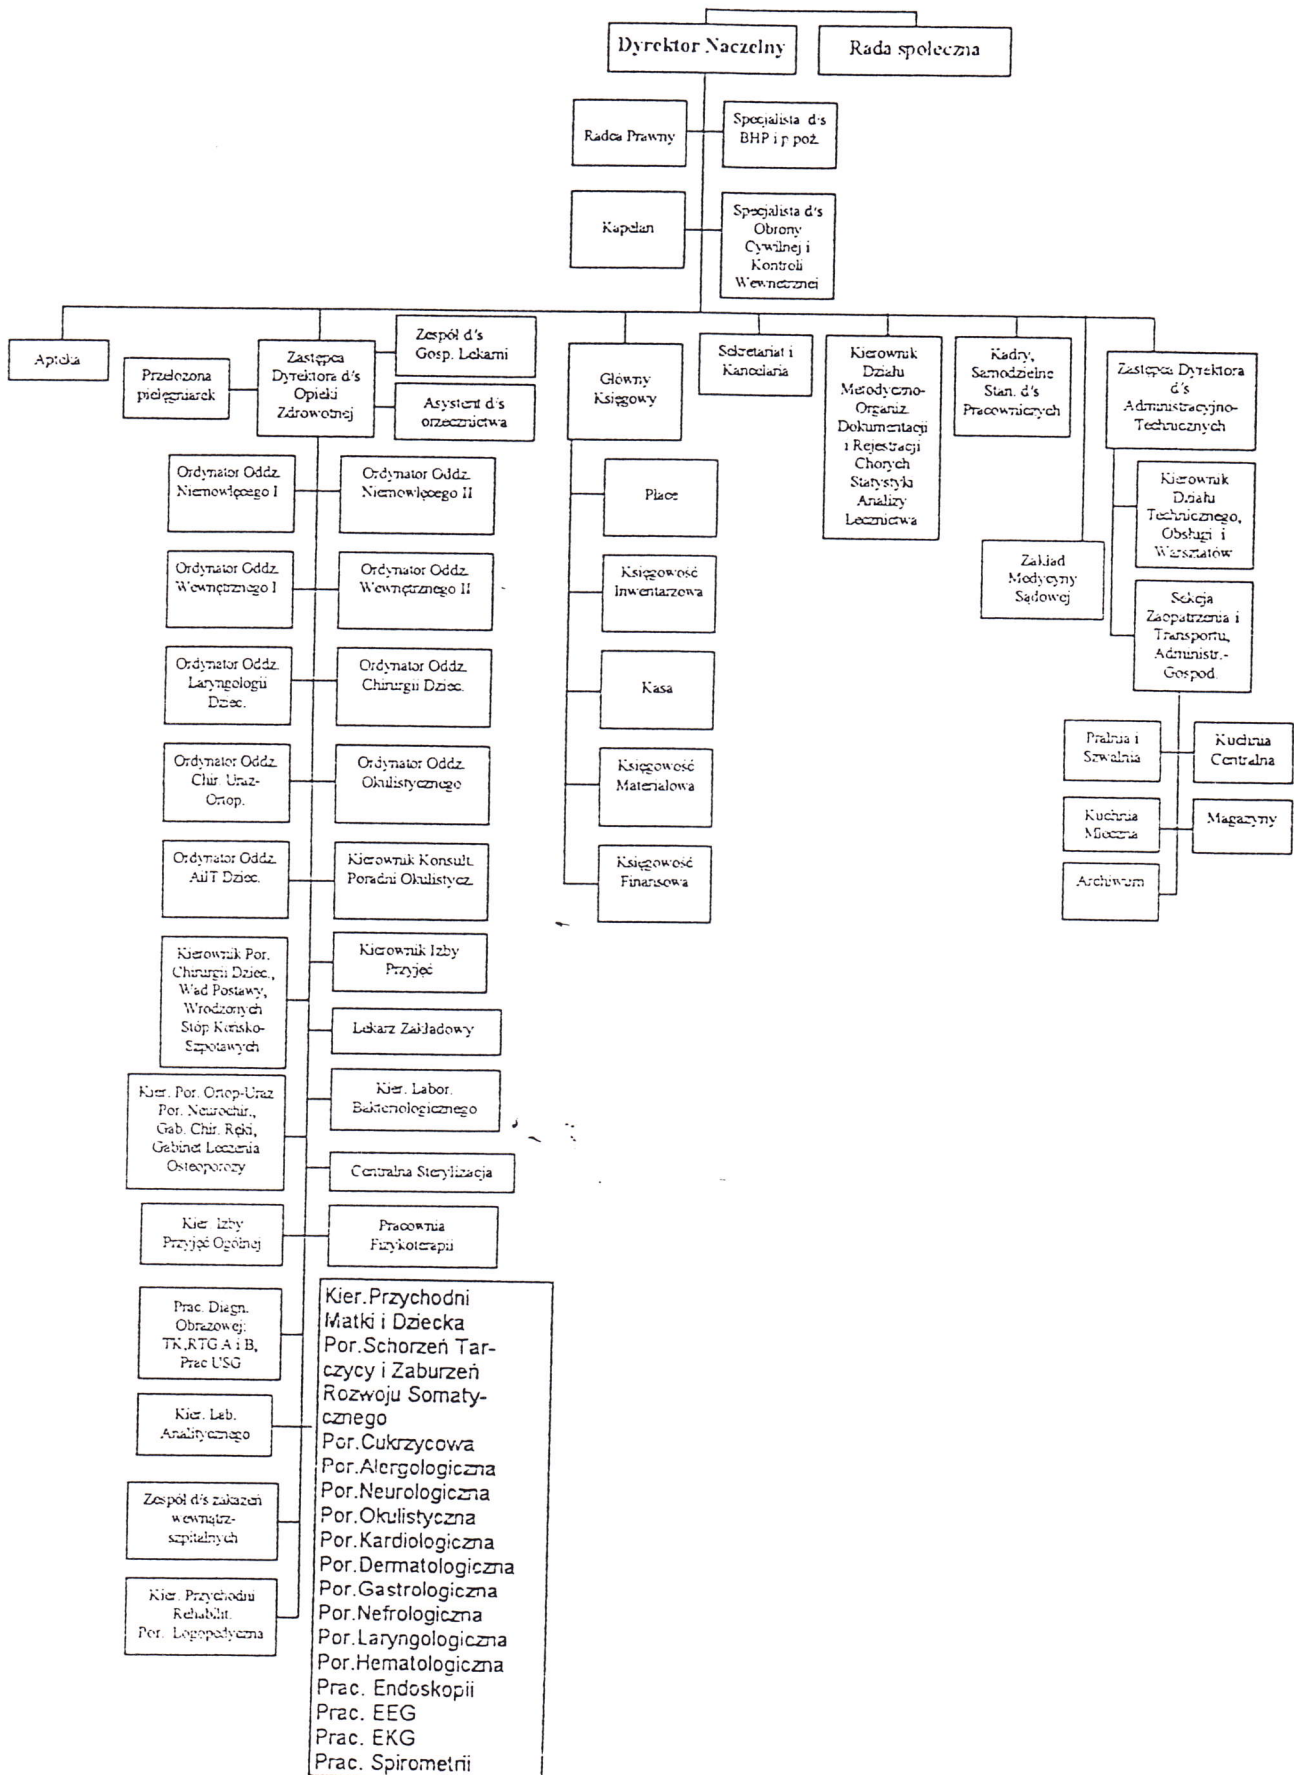 Dyrektor Naczelny
Rada społeczna
Radca Prawny
Specjalista d's
BHP i p poż.
Kapelan
Specjalista d's
Obrony
Cywilnej i
Kontroli
Wewnętrznej
Apteka
Przełożona
pielęgniarek
Zastępca
Dyrektora d's
Opieki
Zdrowotnej
Zespół d's
Gosp. Lekami
Asystent d's
orzecznictwa
Główny
Księgowy
Sekretariat i
Kancelaria
Kierownik
Działu
Metodyczno-
Organiz.
Dokumentacji
i Rejestracji
Chorych
Statystyki
Analizy
Lecznictwa
Kadry,
Samodzielne
Stan. d's
Pracowniczych
Zastępca Dyrektora
d's
Administracyjno-
Technicznych
Ordynator Oddz.
Niemowlęcego I
Ordynator Oddz.
Niemowlęcego II
Ordynator Oddz.
Wewnętrznego I
Ordynator Oddz.
Wewnętrznego II
Ordynator Oddz.
Laryngologii
Dziec.
Ordynator Oddz.
Chirurgii Dziec.
Ordynator Oddz.
Chir. Uraz-
Ortop.
Ordynator Oddz.
Okulistycznego
Ordynator Oddz.
AiIT Dziec.
Kierownik Konsult.
Poradni Okulistycz.
Kierownik Por.
Chirurgii Dziec.,
Wad Postawy,
Wrodzonych
Stóp Końsko-
Szpotawych
Kierownik Izby
Przyjęć
Lekarz Zakładowy
Kier. Por. Ortop-Uraz
Por. Neurochir.,
Gab. Chir. Ręki,
Gabinet Leczenia
Osteoporozy
Kier. Labor.
Bakteriologicznego
Centralna Sterylizacja
Kier. Izby
Przyjęć Ogólnej
Pracownia
Fizykoterapii
Prac. Diagn.
Obrazowej:
TK,RTG A i B,
Prac USG
Kier. Lab.
Analitycznego
Zespół d/s zakażeń
wewnątrz-
szpitalnych
Kier. Przychodni
Rehabilit.
Por. Logopedyczna
Kier.Przychodni
Matki i Dziecka
Por.Schorzeń Tar-
czycy i Zaburzeń
Rozwoju Somaty-
cznego
Por.Cukrzycowa
Por.Alergologiczna
Por.Neurologiczna
Por.Okulistyczna
Por.Kardiologiczna
Por.Dermatologiczna
Por.Gastrologiczna
Por.Nefrologiczna
Por.Laryngologiczna
Por.Hematologiczna
Prac. Endoskopii
Prac. EEG
Prac. EKG
Prac. Spirometrii
Płace
Księgowość
Inwentarzowa
Kasa
Księgowość
Materiałowa
Księgowość
Finansowa
Zakład
Medycyny
Sądowej
Kierownik
Działu
Technicznego,
Obsługi i
Warsztatów
Sekcja
Zaopatrzenia i
Transportu,
Administr.-
Gospod.
Pralnia i
Szwalnia
Kuchnia
Centralna
Kuchnia
Mleczna
Magazyny
Archiwum